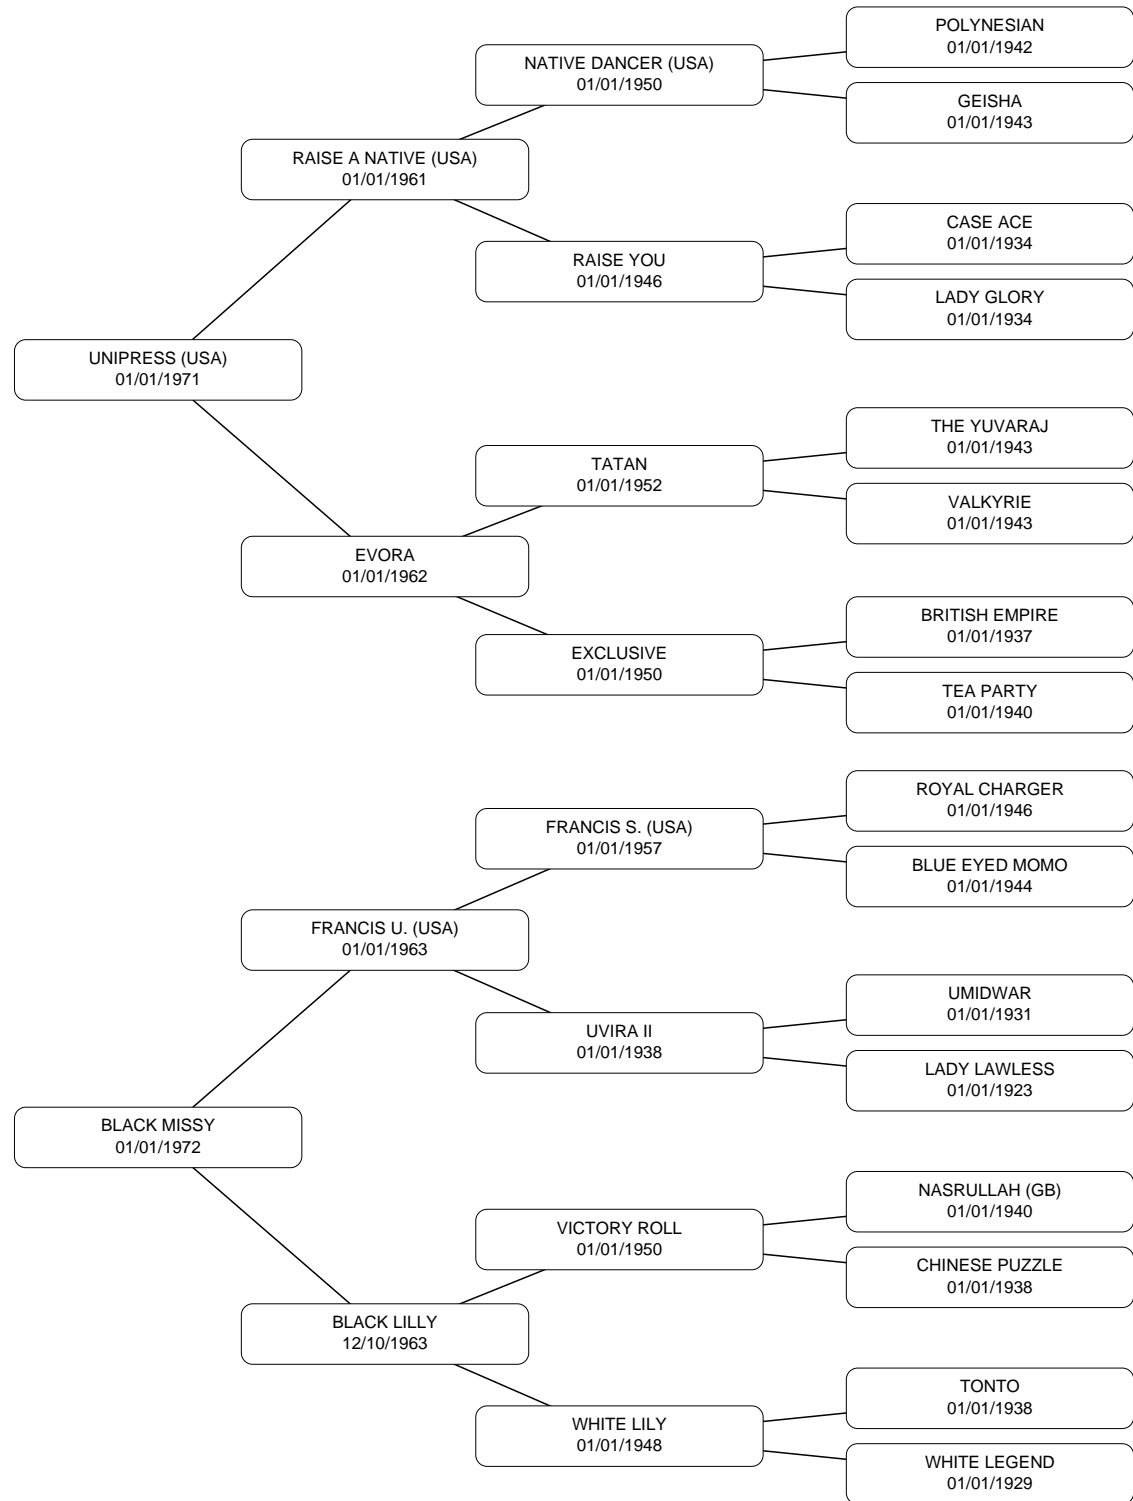 POLYNESIAN
01/01/1942
NATIVE DANCER (USA)
01/01/1950
GEISHA
01/01/1943
RAISE A NATIVE (USA)
01/01/1961
CASE ACE
01/01/1934
RAISE YOU
01/01/1946
LADY GLORY
01/01/1934
UNIPRESS (USA)
01/01/1971
THE YUVARAJ
01/01/1943
TATAN
01/01/1952
VALKYRIE
01/01/1943
EVORA
01/01/1962
BRITISH EMPIRE
01/01/1937
EXCLUSIVE
01/01/1950
TEA PARTY
01/01/1940
ROYAL CHARGER
01/01/1946
FRANCIS S. (USA)
01/01/1957
BLUE EYED MOMO
01/01/1944
FRANCIS U. (USA)
01/01/1963
UMIDWAR
01/01/1931
UVIRA II
01/01/1938
LADY LAWLESS
01/01/1923
BLACK MISSY
01/01/1972
NASRULLAH (GB)
01/01/1940
VICTORY ROLL
01/01/1950
CHINESE PUZZLE
01/01/1938
BLACK LILLY
12/10/1963
TONTO
01/01/1938
WHITE LILY
01/01/1948
WHITE LEGEND
01/01/1929